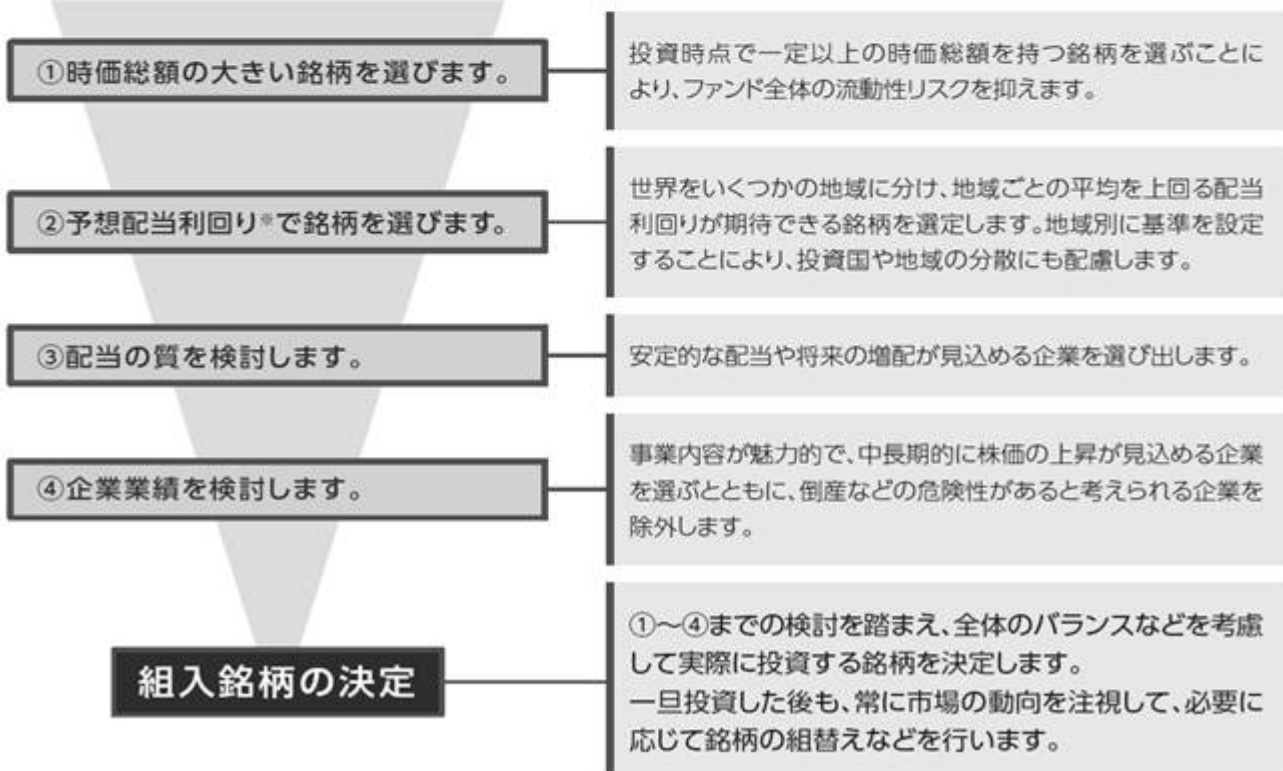 ①時価総額の大きい銘柄を選びます。
投資時点で一定以上の時価総額を持つ銘柄を選ぶことに
より、ファンド全体の流動性リスクを抑えます。
②予想配当利回り※で銘柄を選びます。
世界をいくつかの地域に分け、地域ごとの平均を上回る配当
利回りが期待できる銘柄を選定します。地域別に基準を設定
することにより、投資国や地域の分散にも配慮します。
③配当の質を検討します。
安定的な配当や将来の増配が見込める企業を選び出します。
④企業業績を検討します。
事業内容が魅力的で、中長期的に株価の上昇が見込める企業
を選ぶとともに、倒産などの危険性があると考えられる企業を
除外します。
組入銘柄の決定
①〜④までの検討を踏まえ、全体のバランスなどを考慮
して実際に投資する銘柄を決定します。
一旦投資した後も、常に市場の動向を注視して、必要に
応じて銘柄の組替えなどを行います。